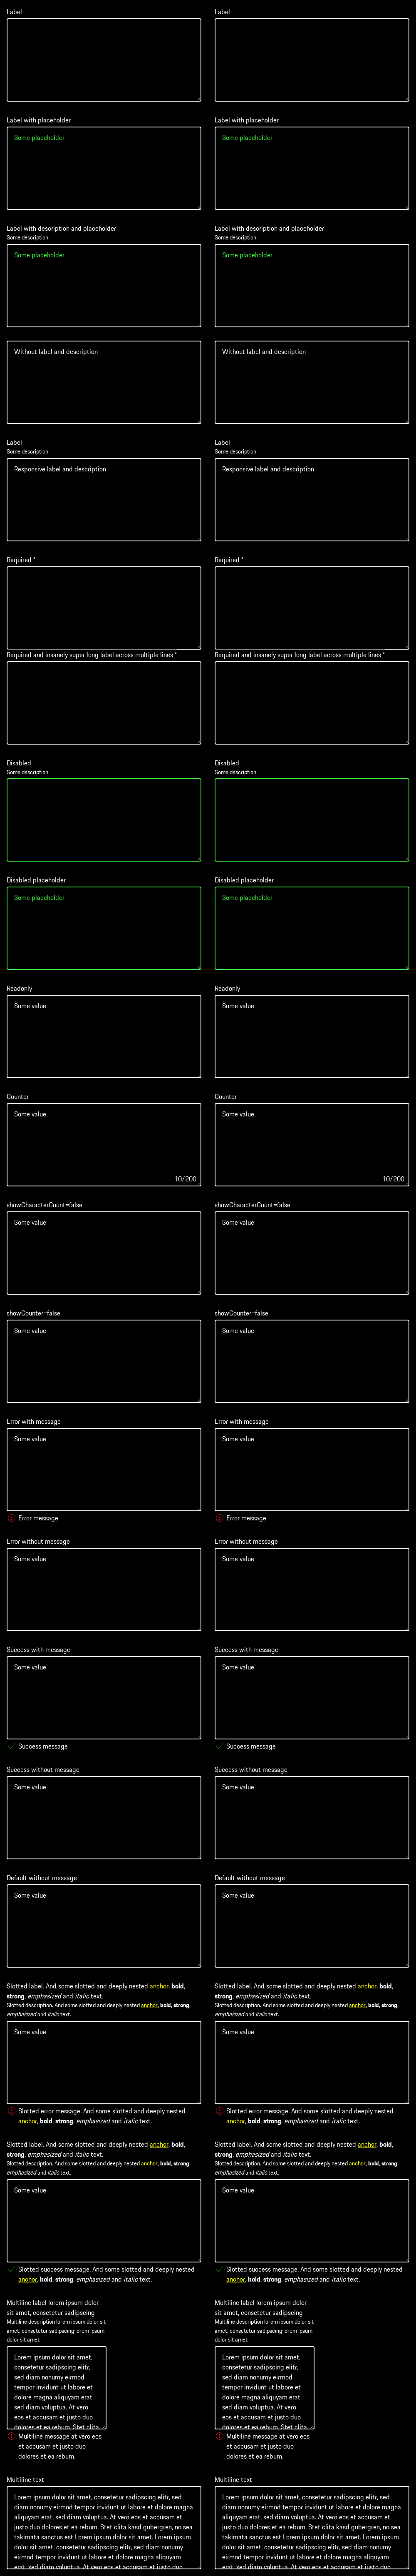 Label
Label
Label with placeholder
Label with placeholder
Some placeholder
Some placeholder
Label with description and placeholder
Label with description and placeholder
Some description
Some description
Some placeholder
Some placeholder
Without label and description
Without label and description
Label
Label
Some description
Some description
Responsive label and description
Responsive label and description
Required *
Required *
Required and insanely super long label across multiple lines *
Required and insanely super long label across multiple lines *
Disabled
Disabled
Some description
Some description
Disabled placeholder
Disabled placeholder
Some placeholder
Some placeholder
Readonly
Readonly
Some value
Some value
Counter
Counter
Some value
Some value
10/200
10/200
showCharacterCount=false
showCharacterCount=false
Some value
Some value
showCounter=false
showCounter=false
Some value
Some value
Error with message
Error with message
Some value
Some value
Error message
Error message
Error without message
Error without message
Some value
Some value
Success with message
Success with message
Some value
Some value
Success message
Success message
Success without message
Success without message
Some value
Some value
Default without message
Default without message
Some value
Some value
Slotted label. And some slotted and deeply nested anchor, bold,
strong, emphasized and italic text.
Slotted description. And some slotted and deeply nested anchor, bold, strong,
emphasized and italic text.
Some value
Slotted error message. And some slotted and deeply nested
anchor, bold, strong, emphasized and italic text.
Slotted label. And some slotted and deeply nested anchor, bold,
strong, emphasized and italic text.
Slotted description. And some slotted and deeply nested anchor, bold, strong,
emphasized and italic text.
Some value
Slotted error message. And some slotted and deeply nested
anchor, bold, strong, emphasized and italic text.
Slotted label. And some slotted and deeply nested anchor, bold,
strong, emphasized and italic text.
Slotted description. And some slotted and deeply nested anchor, bold, strong,
emphasized and italic text.
Some value
Slotted success message. And some slotted and deeply nested
anchor, bold, strong, emphasized and italic text.
Slotted label. And some slotted and deeply nested anchor, bold,
strong, emphasized and italic text.
Slotted description. And some slotted and deeply nested anchor, bold, strong,
emphasized and italic text.
Some value
Slotted success message. And some slotted and deeply nested
anchor, bold, strong, emphasized and italic text.
Multiline label lorem ipsum dolor
sit amet, consetetur sadipscing
Multiline description lorem ipsum dolor sit
amet, consetetur sadipscing lorem ipsum
dolor sit amet
Lorem ipsum dolor sit amet,
consetetur sadipscing elitr,
sed diam nonumy eirmod
tempor invidunt ut labore et
dolore magna aliquyam erat,
sed diam voluptua. At vero
eos et accusam et justo duo
dolores et ea rebum. Stet clita
Multiline message at vero eos
et accusam et justo duo
dolores et ea rebum.
Multiline label lorem ipsum dolor
sit amet, consetetur sadipscing
Multiline description lorem ipsum dolor sit
amet, consetetur sadipscing lorem ipsum
dolor sit amet
Lorem ipsum dolor sit amet,
consetetur sadipscing elitr,
sed diam nonumy eirmod
tempor invidunt ut labore et
dolore magna aliquyam erat,
sed diam voluptua. At vero
eos et accusam et justo duo
dolores et ea rebum. Stet clita
Multiline message at vero eos
et accusam et justo duo
dolores et ea rebum.
Multiline text
Lorem ipsum dolor sit amet, consetetur sadipscing elitr, sed
diam nonumy eirmod tempor invidunt ut labore et dolore magna
aliquyam erat, sed diam voluptua. At vero eos et accusam et
justo duo dolores et ea rebum. Stet clita kasd gubergren, no sea
takimata sanctus est Lorem ipsum dolor sit amet. Lorem ipsum
dolor sit amet, consetetur sadipscing elitr, sed diam nonumy
eirmod tempor invidunt ut labore et dolore magna aliquyam
erat, sed diam voluptua. At vero eos et accusam et justo duo
Multiline text
Lorem ipsum dolor sit amet, consetetur sadipscing elitr, sed
diam nonumy eirmod tempor invidunt ut labore et dolore magna
aliquyam erat, sed diam voluptua. At vero eos et accusam et
justo duo dolores et ea rebum. Stet clita kasd gubergren, no sea
takimata sanctus est Lorem ipsum dolor sit amet. Lorem ipsum
dolor sit amet, consetetur sadipscing elitr, sed diam nonumy
eirmod tempor invidunt ut labore et dolore magna aliquyam
erat, sed diam voluptua. At vero eos et accusam et justo duo